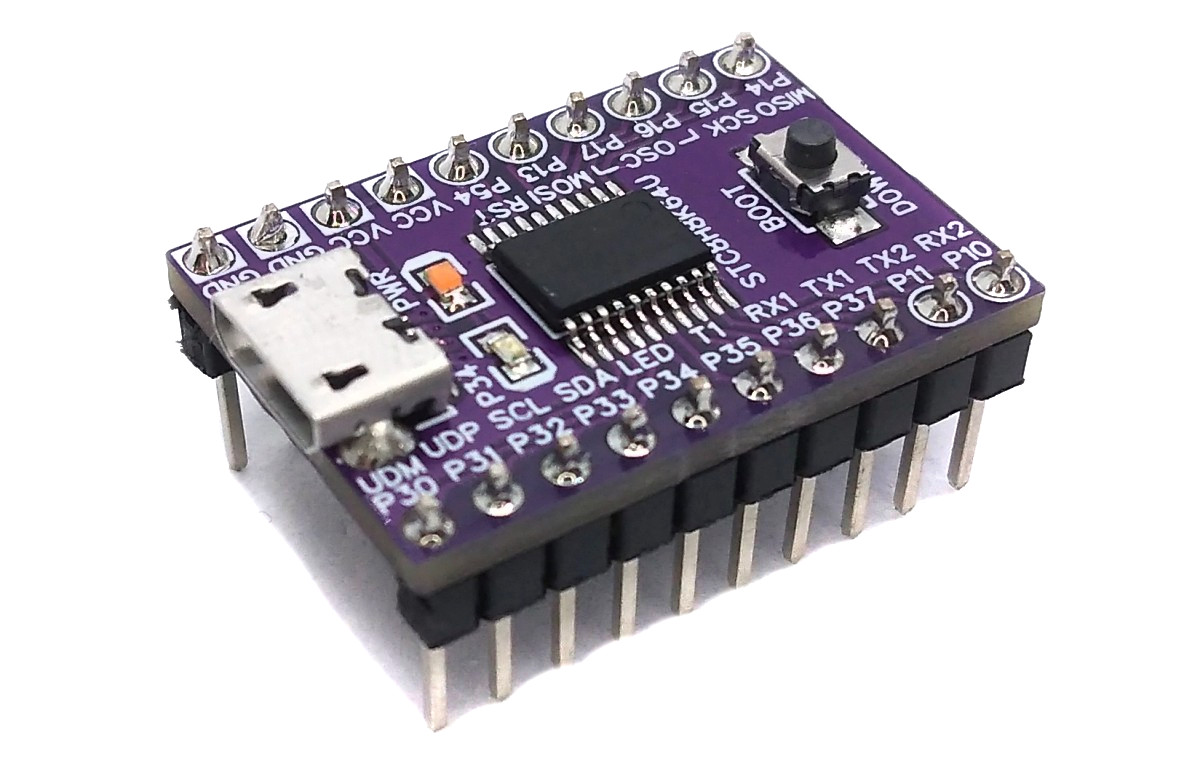 GND GND VCC VCC P54 P13 P17 P16 P15 P14
RST MOSI OSC SCK MISO
PWR
P34
STC8H8K64U
BOOT
UDM UDP SCL SDA LED T1 RX1 TX1 TX2 RX2
P30 P31 P32 P33 P34 P35 P36 P37 P11 P10